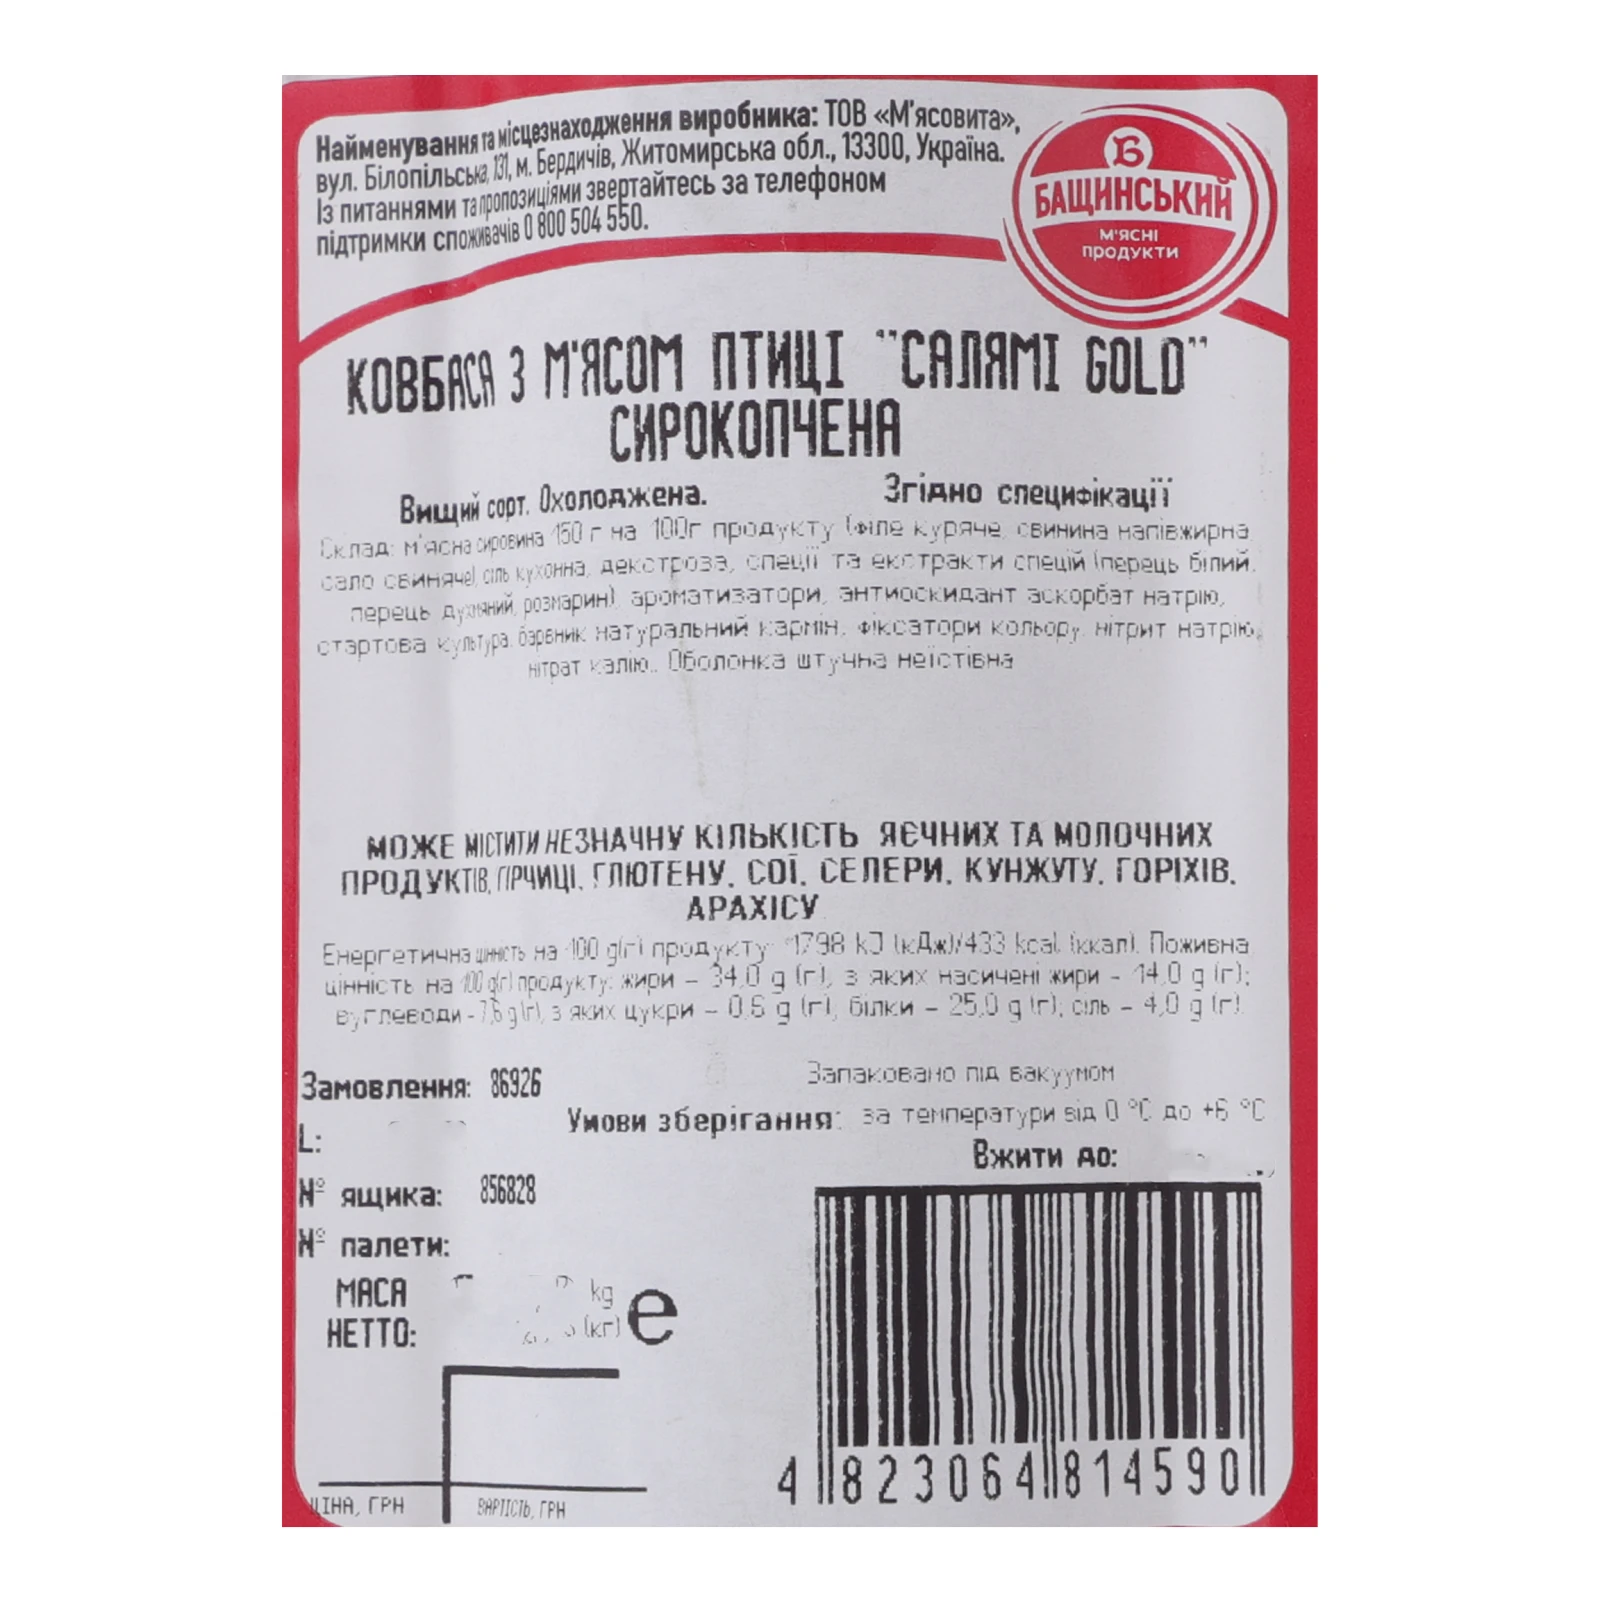 Найменування та місцезнаходження виробника: ТОВ «М'ясовита»,
вул. Білопільська, 131, м. Бердичів, Житомирська обл., 13300, Україна.
Із питаннями та пропозиціями звертайтесь за телефоном
підтримки споживачів 0 800 504 550.
Б
БАЩИНСЬКИЙ
М'ЯСНІ
ПРОДУКТИ
КОВБАСА З М'ЯСОМ ПТИЦІ "САЛЯМІ GOLD"
СИРОКОПЧЕНА
Вищий сорт. Охолоджена. Згідно специфікації
Склад: м'ясна сировина 150 г на 100г продукту (філе куряче, свинина напівжирна,
сало свиняче), сіль кухонна, декстроза, спеції та екстракти спецій (перець білий,
перець духмяний, розмарин), ароматизатори, антиоксидант аскорбат натрію,
стартова культура, барвник натуральний кармін, фіксатори кольору, нітрит натрію,
нітрат калію.. Оболонка штучна неїстівна
МОЖЕ МІСТИТИ НЕЗНАЧНУ КІЛЬКІСТЬ ЯЄЧНИХ ТА МОЛОЧНИХ
ПРОДУКТІВ, ГІРЧИЦІ, ГЛЮТЕНУ, СОЇ, СЕЛЕРИ, КУНЖУТУ, ГОРІХІВ,
АРАХІСУ
Енергетична цінність на 100 g(г) продукту: 1798 kJ (кДж)/433 kcal (ккал). Поживна
цінність на 100 g(г) продукту: жири – 34,0 g (г), з яких насичені жири – 14,0 g (г);
вуглеводи - 7,6 g (г), з яких цукри – 0,6 g (г), білки – 25,0 g (г); сіль – 4,0 g (г).
Замовлення: 86926
Запаковано під вакуумом
Умови зберігання: за температури від 0 °C до +6 °C
L:
Вжити до:
№ ящика: 856828
№ палети:
МАСА kg
НЕТТО: (кг) e
ЦІНА, ГРН ВАРТІСТЬ, ГРН
4 823064 814590